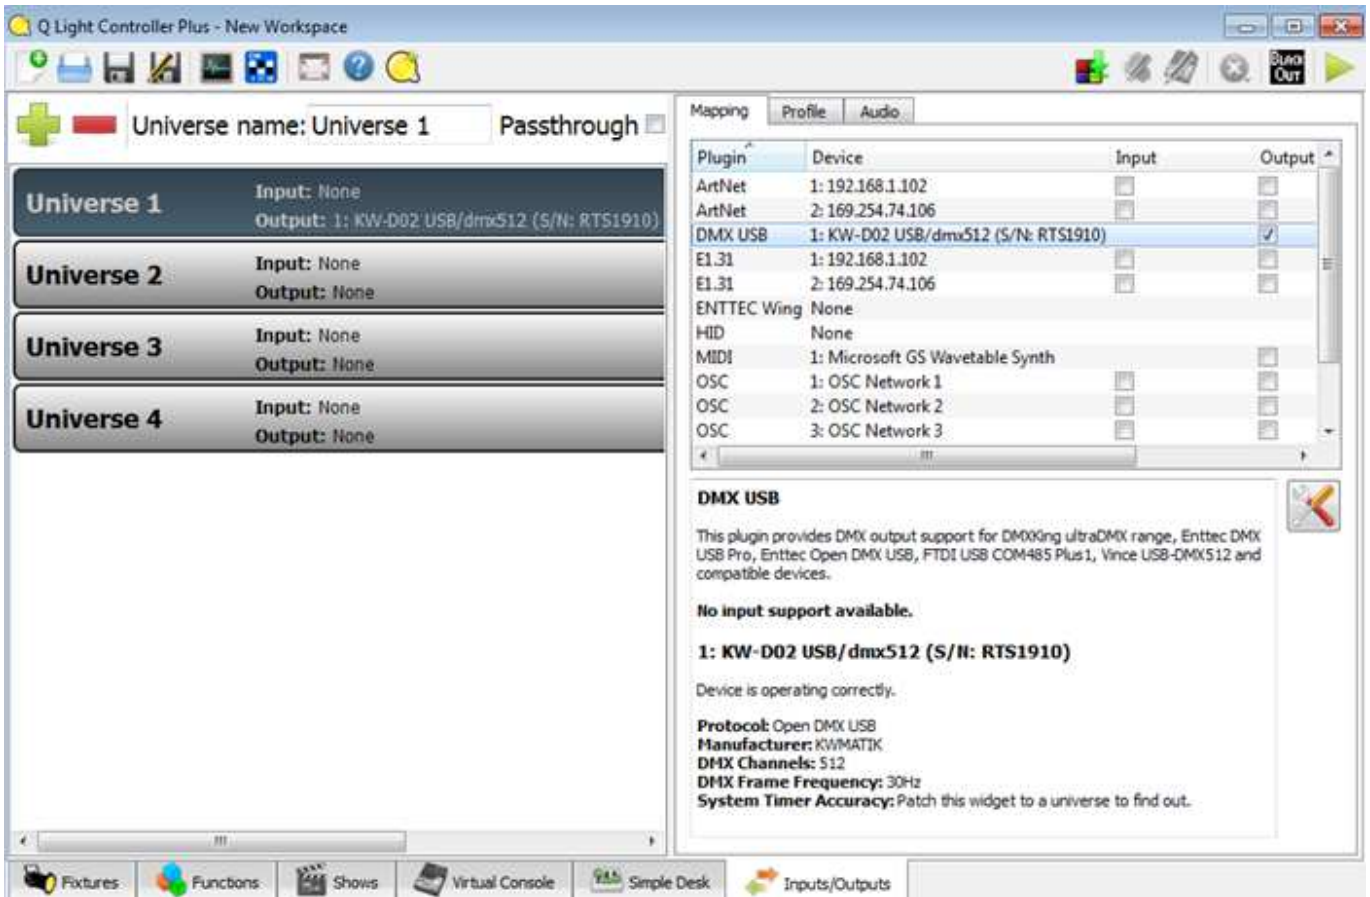 Q Light Controller Plus - New Workspace
BLACK OUT
Universe name: Universe 1 Passthrough
Universe 1
Input: None
Output: 1: KW-D02 USB/dmx512 (S/N: RTS1910)
Universe 2
Input: None
Output: None
Universe 3
Input: None
Output: None
Universe 4
Input: None
Output: None
Mapping Profile Audio
Plugin Device Input Output
ArtNet 1: 192.168.1.102
ArtNet 2: 169.254.74.106
DMX USB 1: KW-D02 USB/dmx512 (S/N: RTS1910)
E1.31 1: 192.168.1.102
E1.31 2: 169.254.74.106
ENTTEC Wing None
HID None
MIDI 1: Microsoft GS Wavetable Synth
OSC 1: OSC Network 1
OSC 2: OSC Network 2
OSC 3: OSC Network 3
DMX USB
This plugin provides DMX output support for DMXKing ultraDMX range, Enttec DMX
USB Pro, Enttec Open DMX USB, FTDI USB COM485 Plus1, Vince USB-DMX512 and
compatible devices.
No input support available.
1: KW-D02 USB/dmx512 (S/N: RTS1910)
Device is operating correctly.
Protocol: Open DMX USB
Manufacturer: KWMATIK
DMX Channels: 512
DMX Frame Frequency: 30Hz
System Timer Accuracy: Patch this widget to a universe to find out.
Fixtures Functions Shows Virtual Console Simple Desk Inputs/Outputs